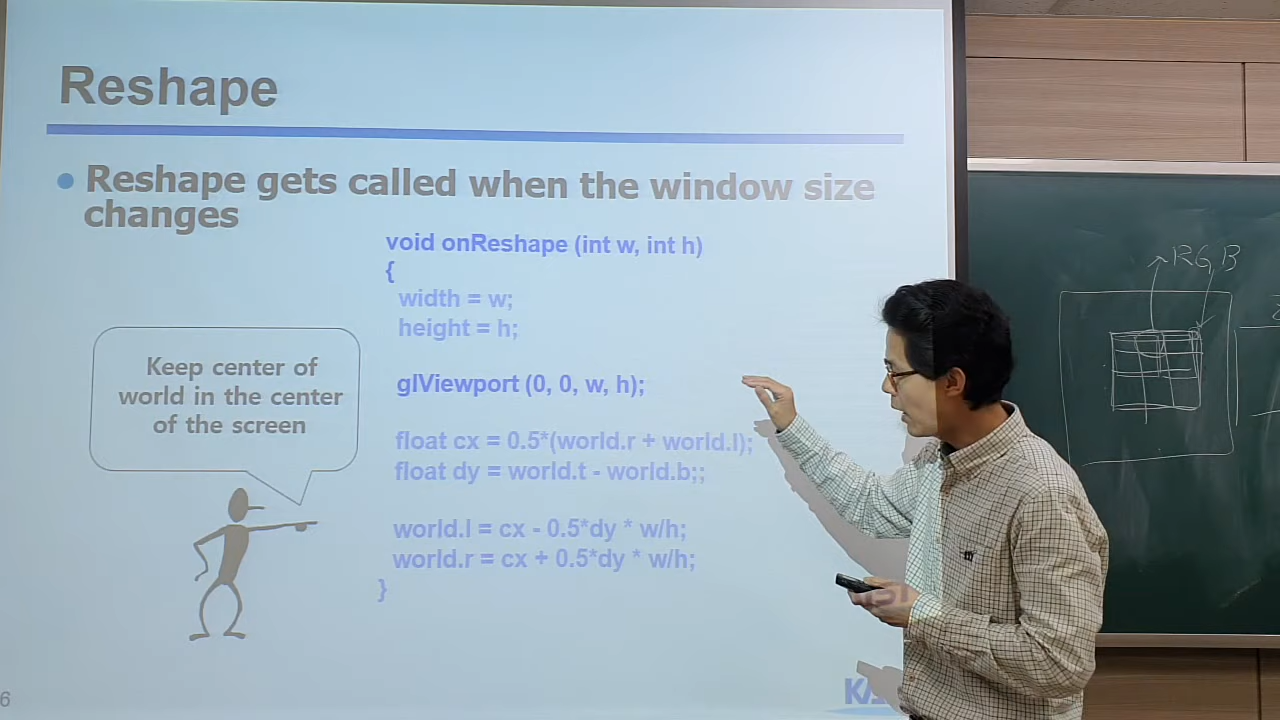 Reshape
Reshape gets called when the window size
changes
void onReshape (int w, int h)
{
width = w;
height = h;
glViewport (0, 0, w, h);
float cx = 0.5*(world.r + world.l);
float dy = world.t - world.b;;
world.l = cx - 0.5*dy * w/h;
world.r = cx + 0.5*dy * w/h;
}
Keep center of
world in the center
of the screen
6
RGB